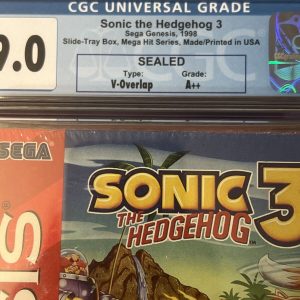 CGC UNIVERSAL GRADE
9.0
Sonic the Hedgehog 3
Sega Genesis, 1998
Slide-Tray Box, Mega Hit Series, Made/Printed in USA
SEALED
Type: Grade:
V-Overlap A++
SEGA
SONIC 3
THE HEDGEHOG
SIS